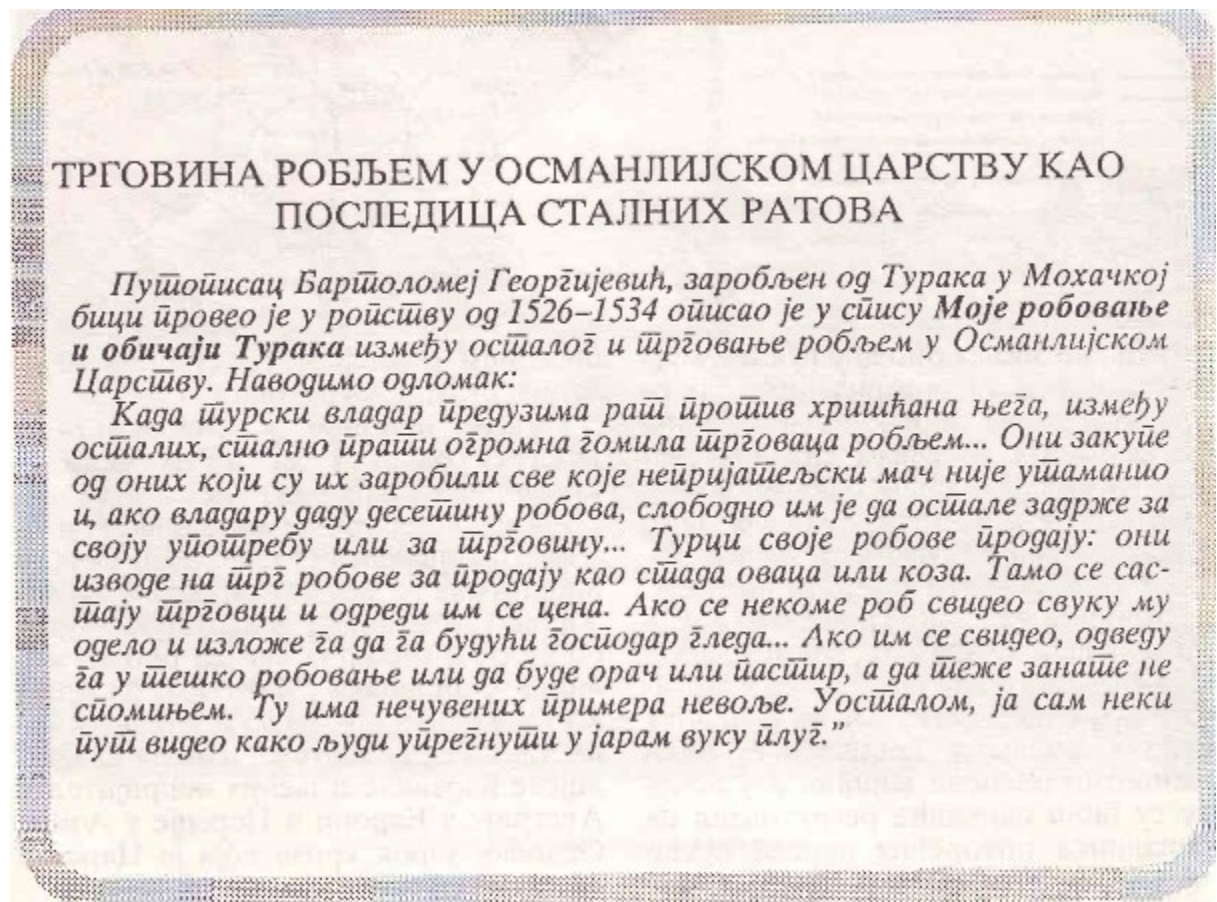 ТРГОВИНА РОБЉЕМ У ОСМАНЛИЈСКОМ ЦАРСТВУ КАО
ПОСЛЕДИЦА СТАЛНИХ РАТОВА
Путописац Бартоломеј Георгијевић, заробљен од Турака у Мохачкој
бици провео је у ропству од 1526–1534 описао је у спису Моје робовање
и обичаји Турака између осталог и трговање робљем у Османлијском
Царству. Наводимо одломак:
Када турски владар предузима рат против хришћана њега, између
осталих, стално прати огромна гомила трговаца робљем... Они закупе
од оних који су их заробили све које непријатељски мач није утаманио
и, ако владару даду десетину робова, слободно им је да остале задрже за
своју употребу или за трговину... Турци своје робове продају: они
изводе на трг робове за продају као стада оваца или коза. Тамо се сас-
тају трговци и одреди им се цена. Ако се некоме роб свидео свуку му
одело и изложе га да га будући господар гледа... Ако им се свидео, одведу
га у тешко робовање или да буде орач или пастир, а да теже занате не
спомињем. Ту има нечувених примера невоље. Уосталом, ја сам неки
пут видео како људи упрегнути у јарам вуку плуг.”